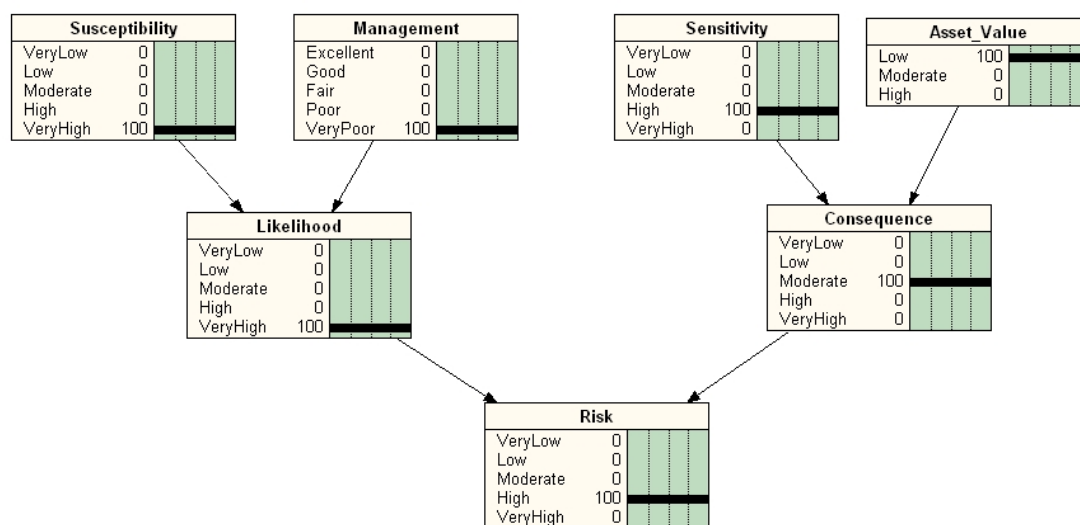 Susceptibility
VeryLow 0
Low 0
Moderate 0
High 0
VeryHigh 100
Management
Excellent 0
Good 0
Fair 0
Poor 0
VeryPoor 100
Sensitivity
VeryLow 0
Low 0
Moderate 0
High 100
VeryHigh 0
Asset_Value
Low 100
Moderate 0
High 0
Likelihood
VeryLow 0
Low 0
Moderate 0
High 0
VeryHigh 100
Consequence
VeryLow 0
Low 0
Moderate 100
High 0
VeryHigh 0
Risk
VeryLow 0
Low 0
Moderate 0
High 100
VeryHigh 0